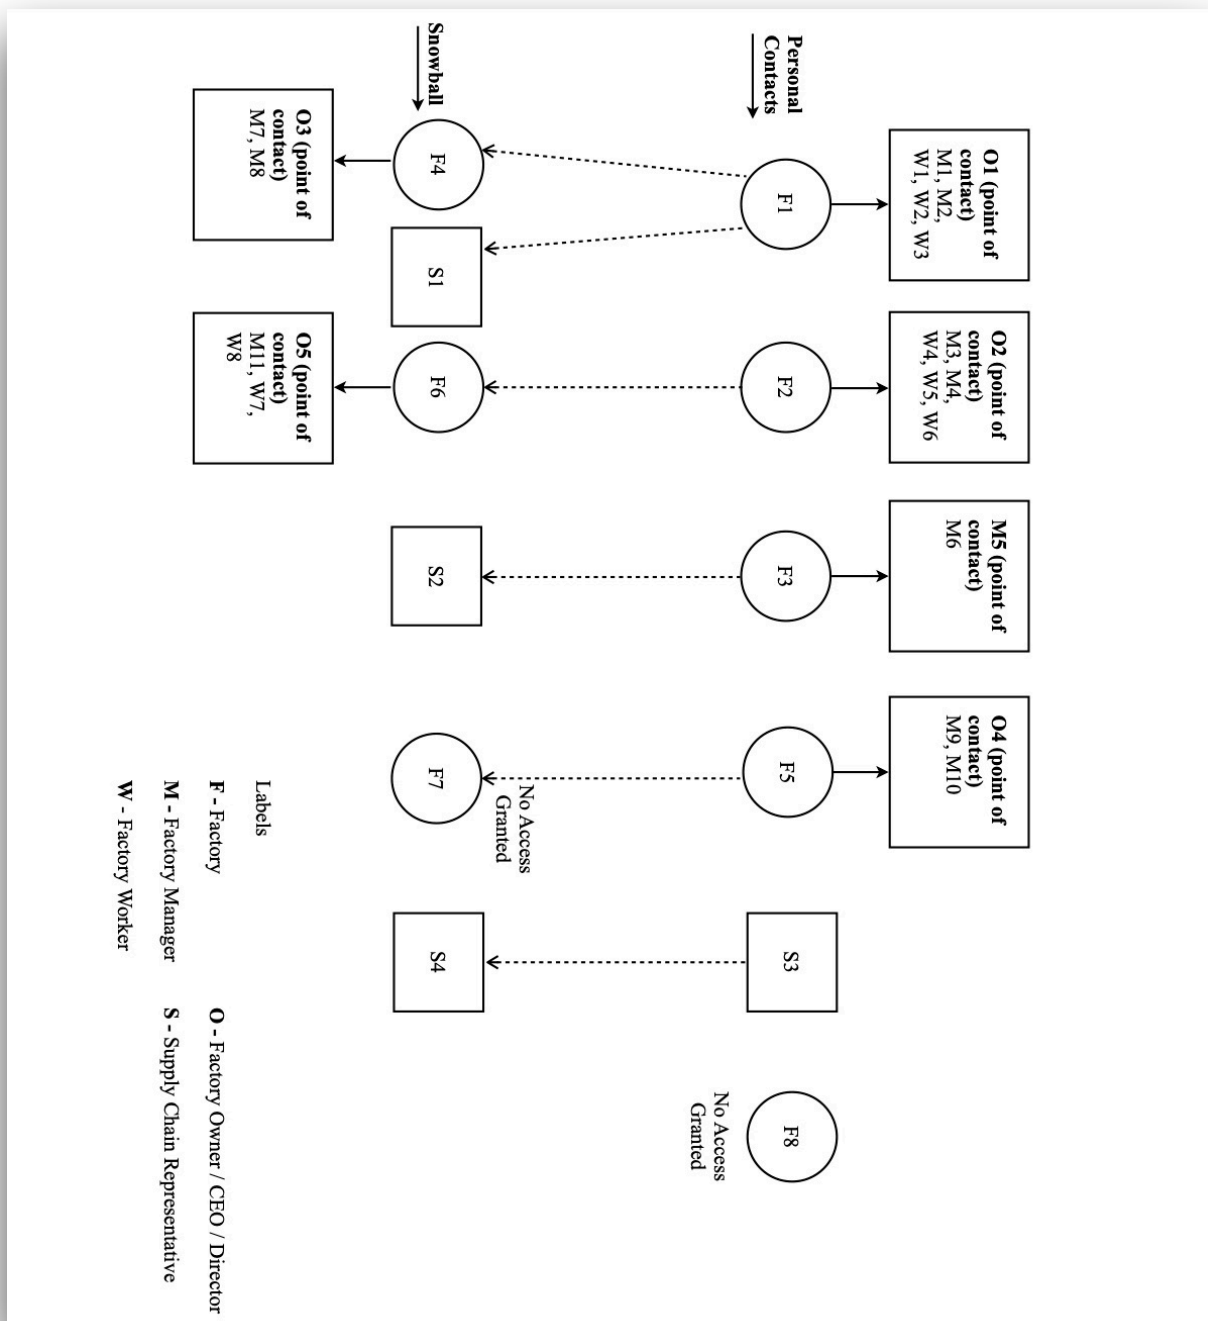 O1 (point of
contact)
M1, M2,
W1, W2, W3
O2 (point of
contact)
M3, M4,
W4, W5, W6
M5 (point of
contact)
M6
O4 (point of
contact)
M9, M10
Personal
Contacts
F1
F2
F3
F5
S3
F8
No Access
Granted
No Access
Granted
Snowball
F4
S1
F6
S2
F7
S4
O3 (point of
contact)
M7, M8
O5 (point of
contact)
M11, W7,
W8
Labels
F - Factory
O - Factory Owner / CEO / Director
M - Factory Manager
S - Supply Chain Representative
W - Factory Worker